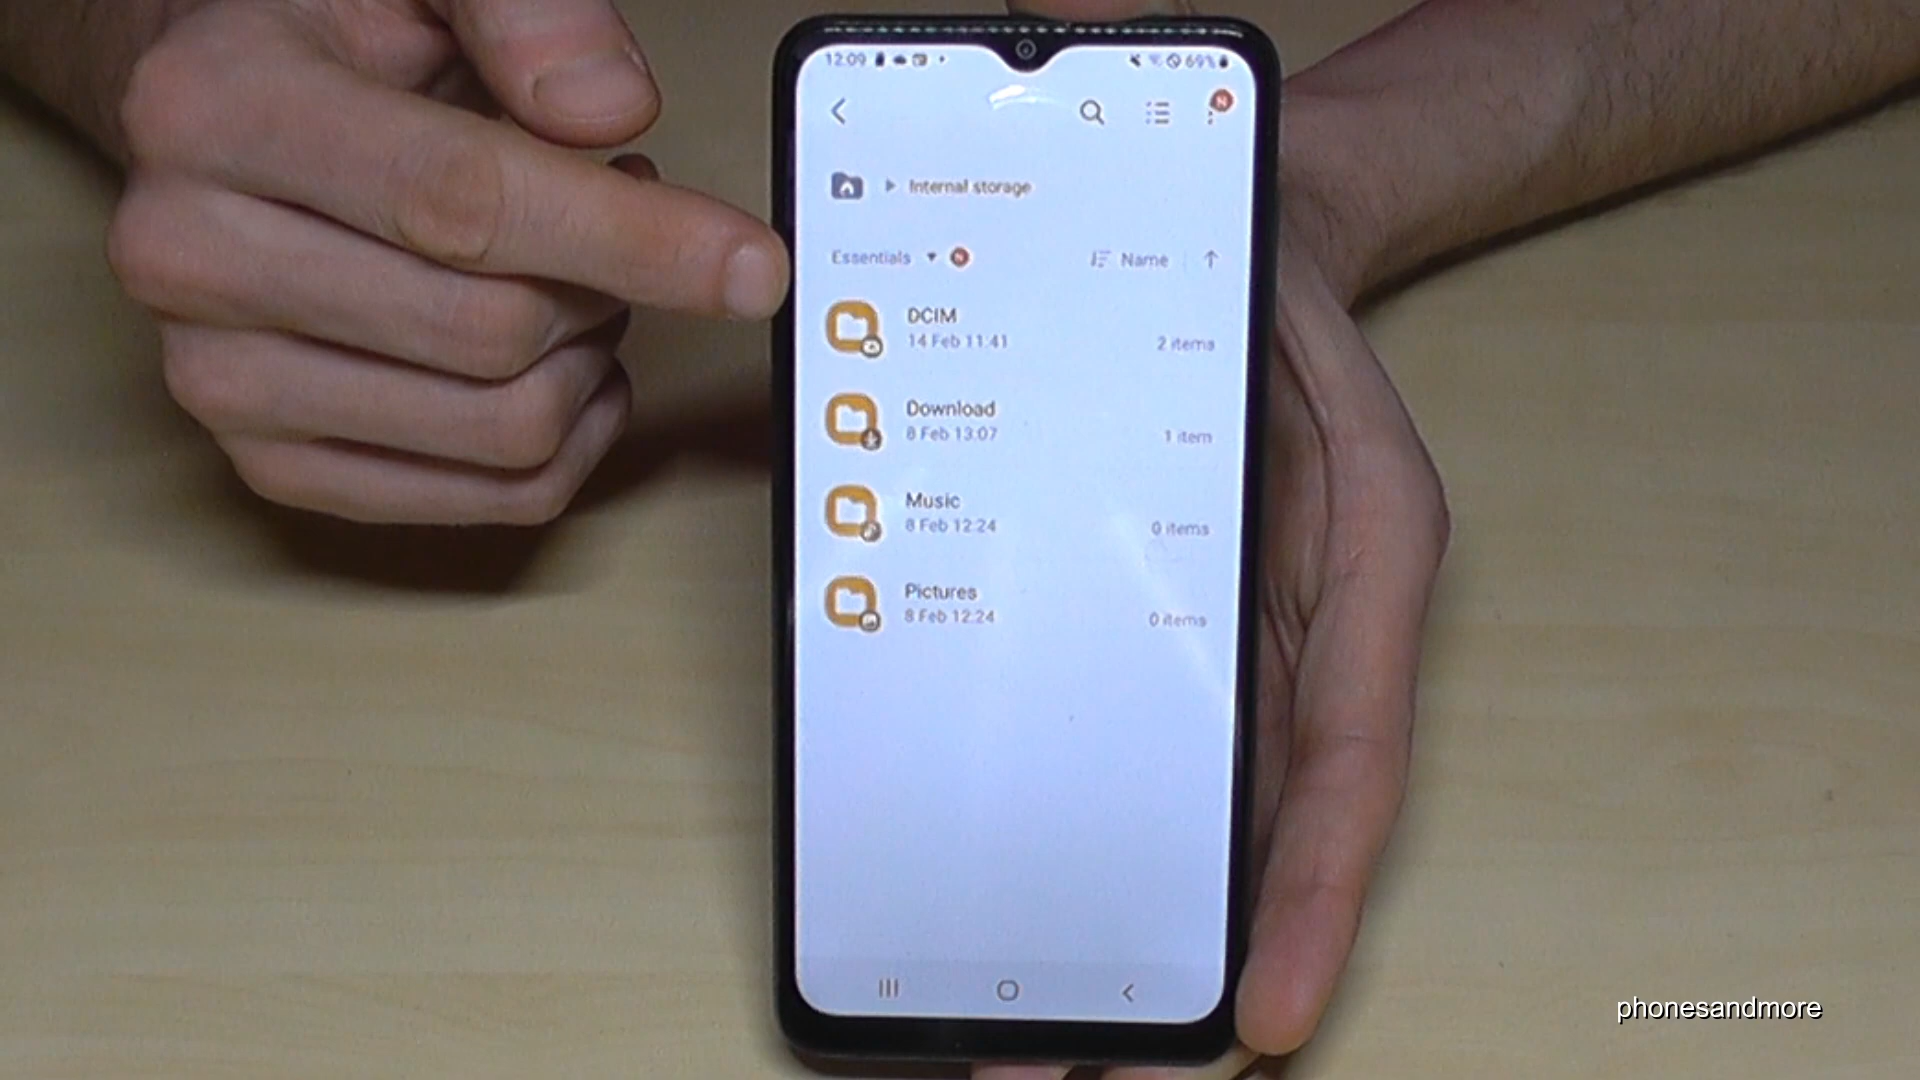 12:09 69%
Internal storage
Essentials N Name
DCIM
14 Feb 11:41 2 items
Download
8 Feb 13:07 1 item
Music
8 Feb 12:24 0 items
Pictures
8 Feb 12:24 0 items
phonesandmore